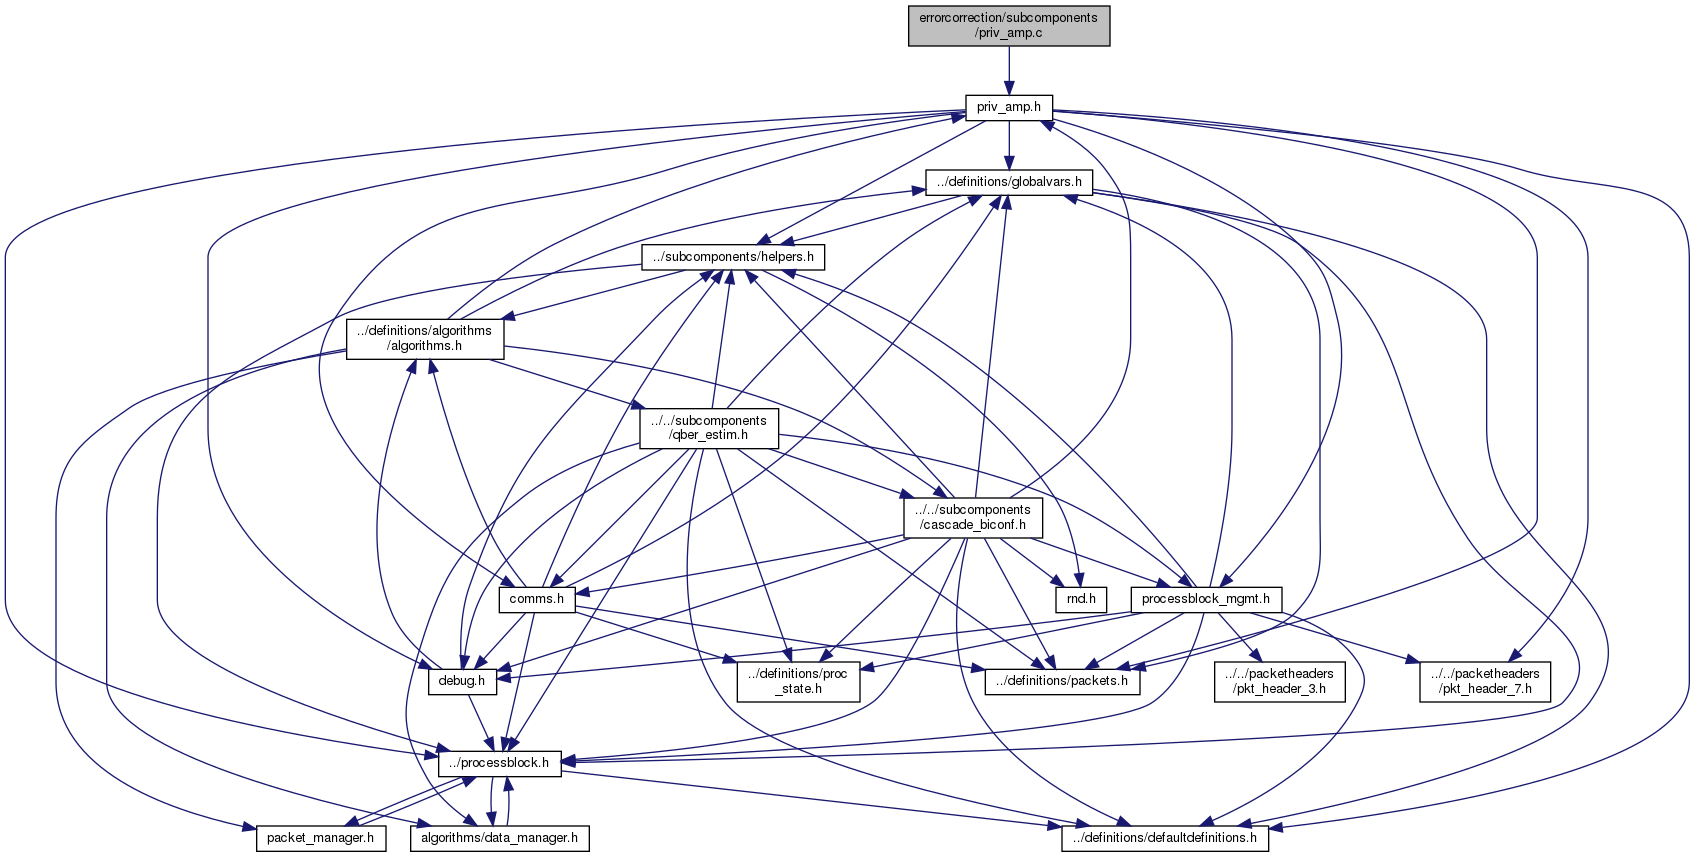 errorcorrection/subcomponents
/priv_amp.c
priv_amp.h
../definitions/globalvars.h
../subcomponents/helpers.h
../definitions/algorithms
/algorithms.h
../../subcomponents
/qber_estim.h
../../subcomponents
/cascade_biconf.h
comms.h
rnd.h
processblock_mgmt.h
debug.h
../definitions/proc
_state.h
../definitions/packets.h
../../packetheaders
/pkt_header_3.h
../../packetheaders
/pkt_header_7.h
../processblock.h
packet_manager.h
algorithms/data_manager.h
../definitions/defaultdefinitions.h